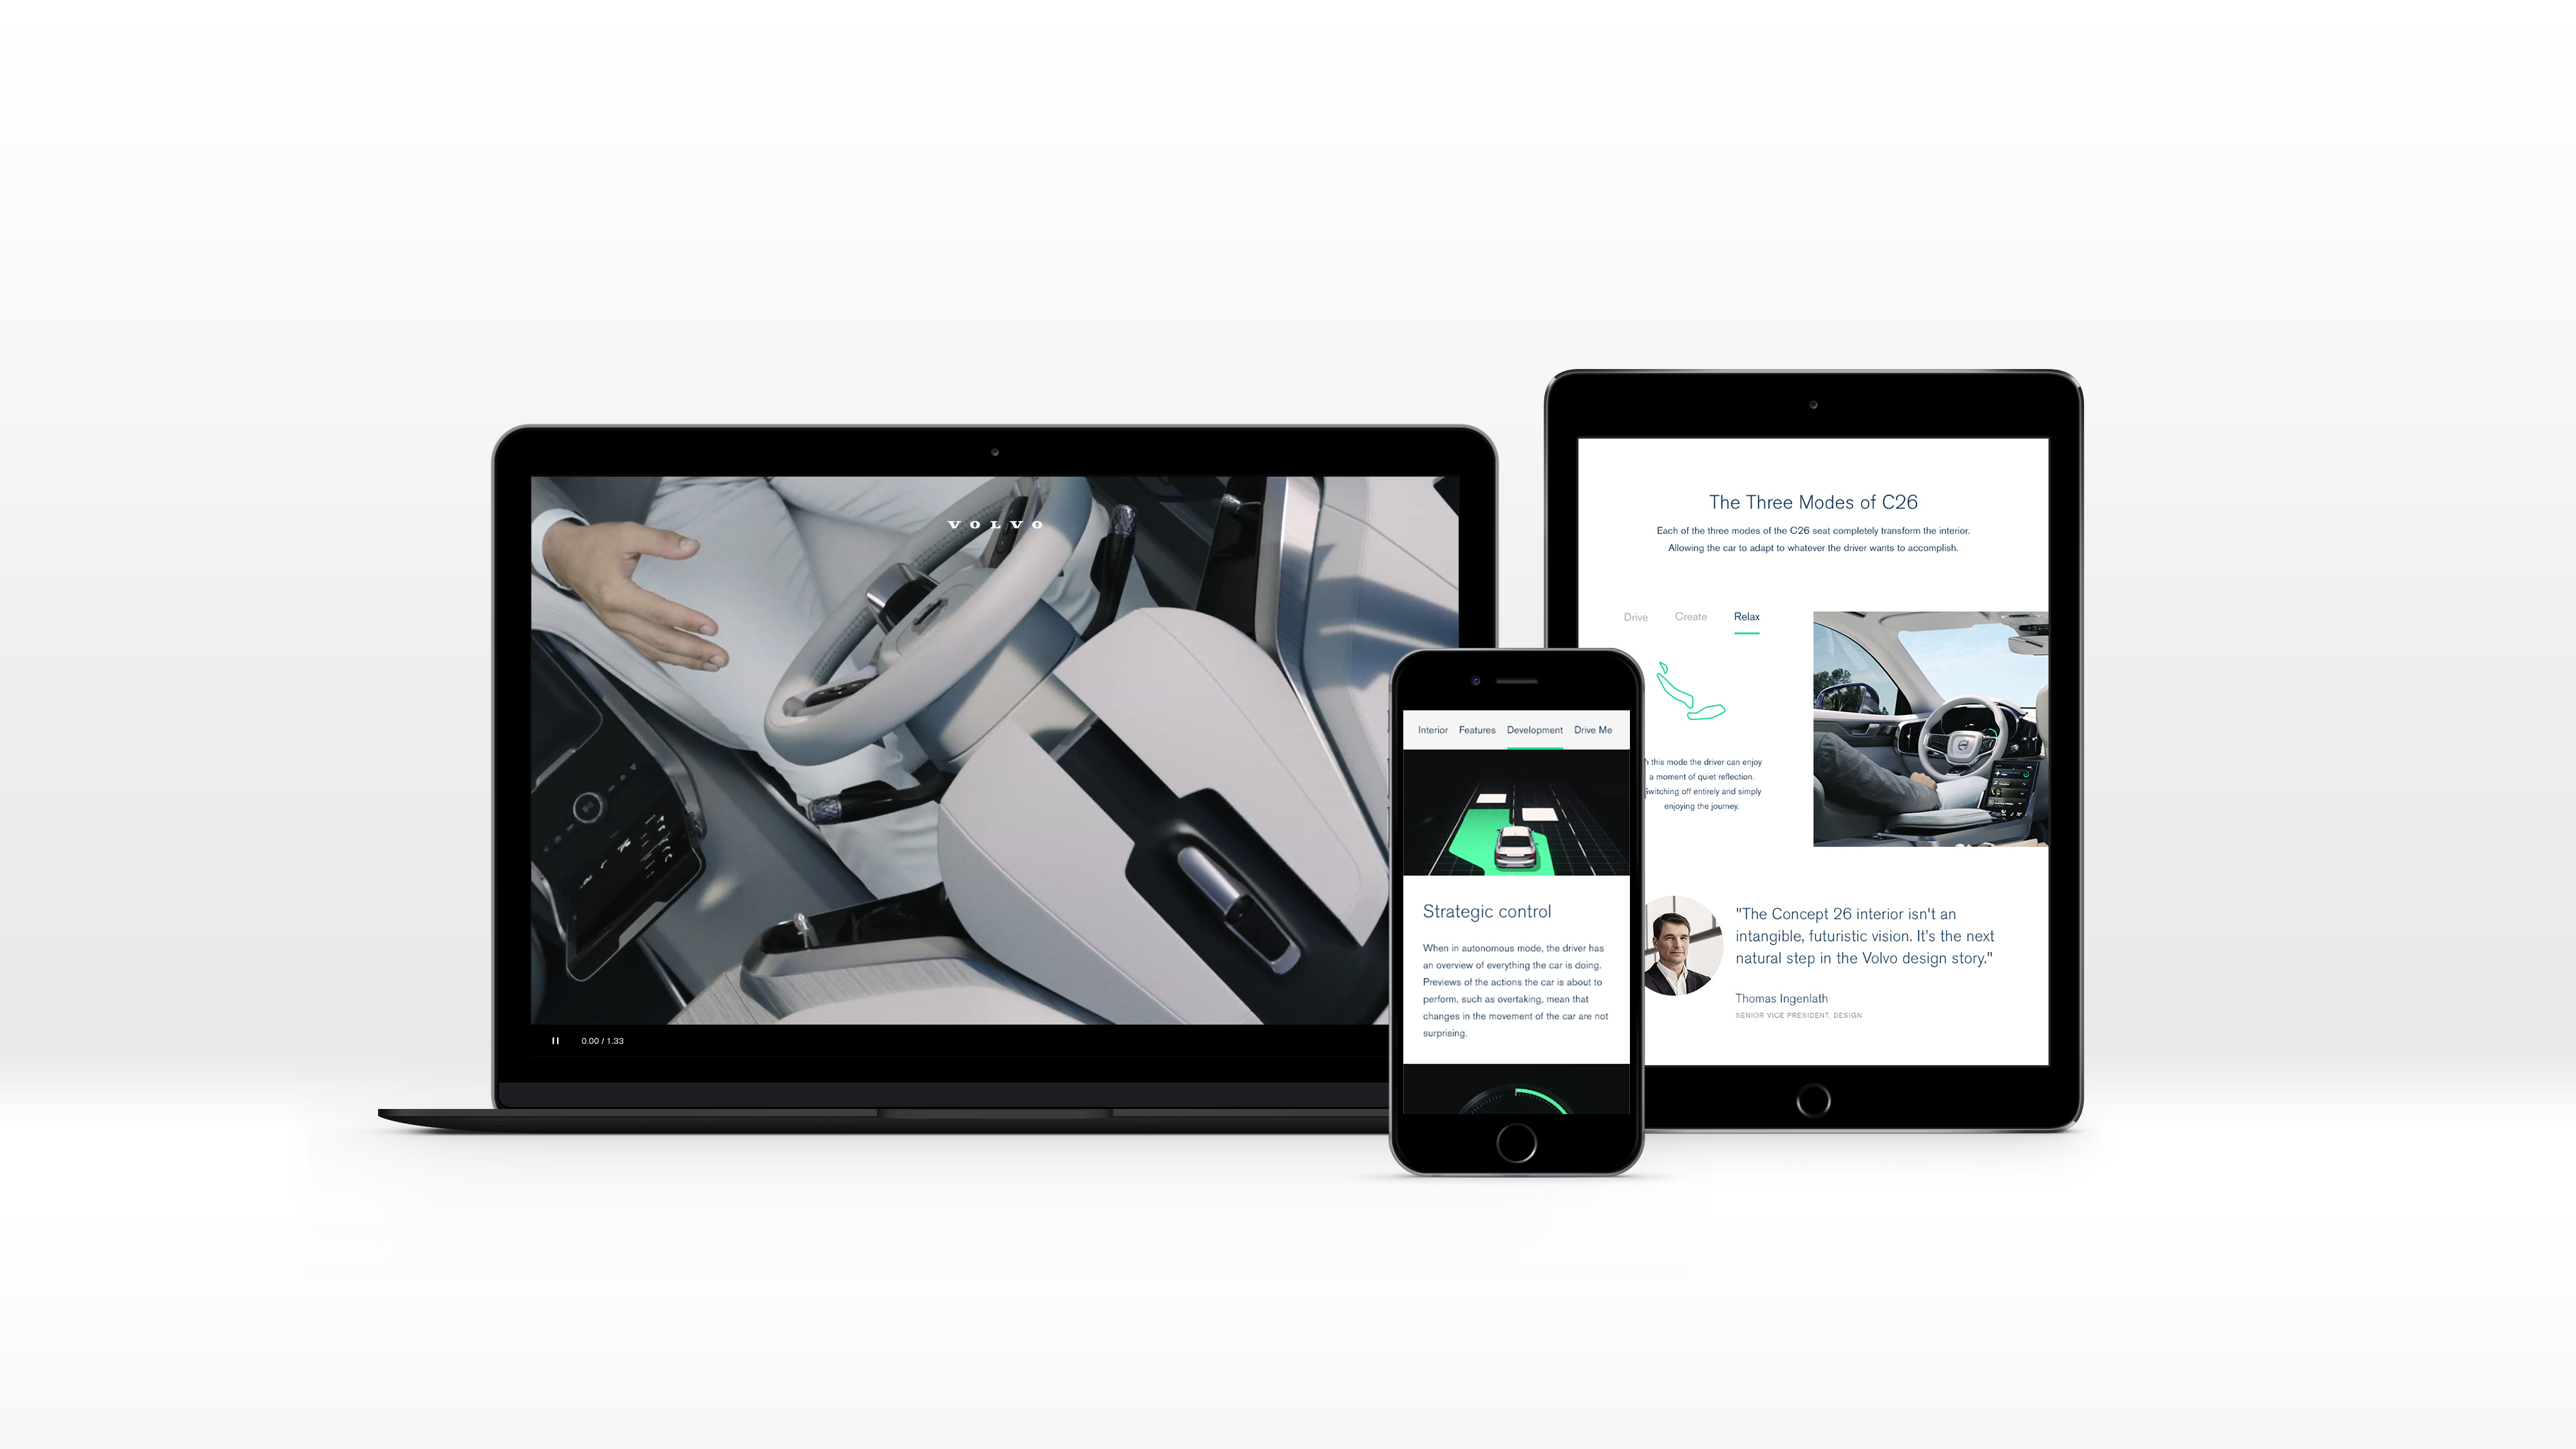 VOLVO
0.00 / 1.33
Interior Features Development Drive Me
Strategic control
When in autonomous mode, the driver has
an overview of everything the car is doing.
Previews of the actions the car is about to
perform, such as overtaking, mean that
changes in the movement of the car are not
surprising.
The Three Modes of C26
Each of the three modes of the C26 seat completely transform the interior.
Allowing the car to adapt to whatever the driver wants to accomplish.
Drive Create Relax
this mode the driver can enjoy
a moment of quiet reflection.
Switching off entirely and simply
enjoying the journey.
"The Concept 26 interior isn't an
intangible, futuristic vision. It's the next
natural step in the Volvo design story."
Thomas Ingenlath
SENIOR VICE PRESIDENT, DESIGN